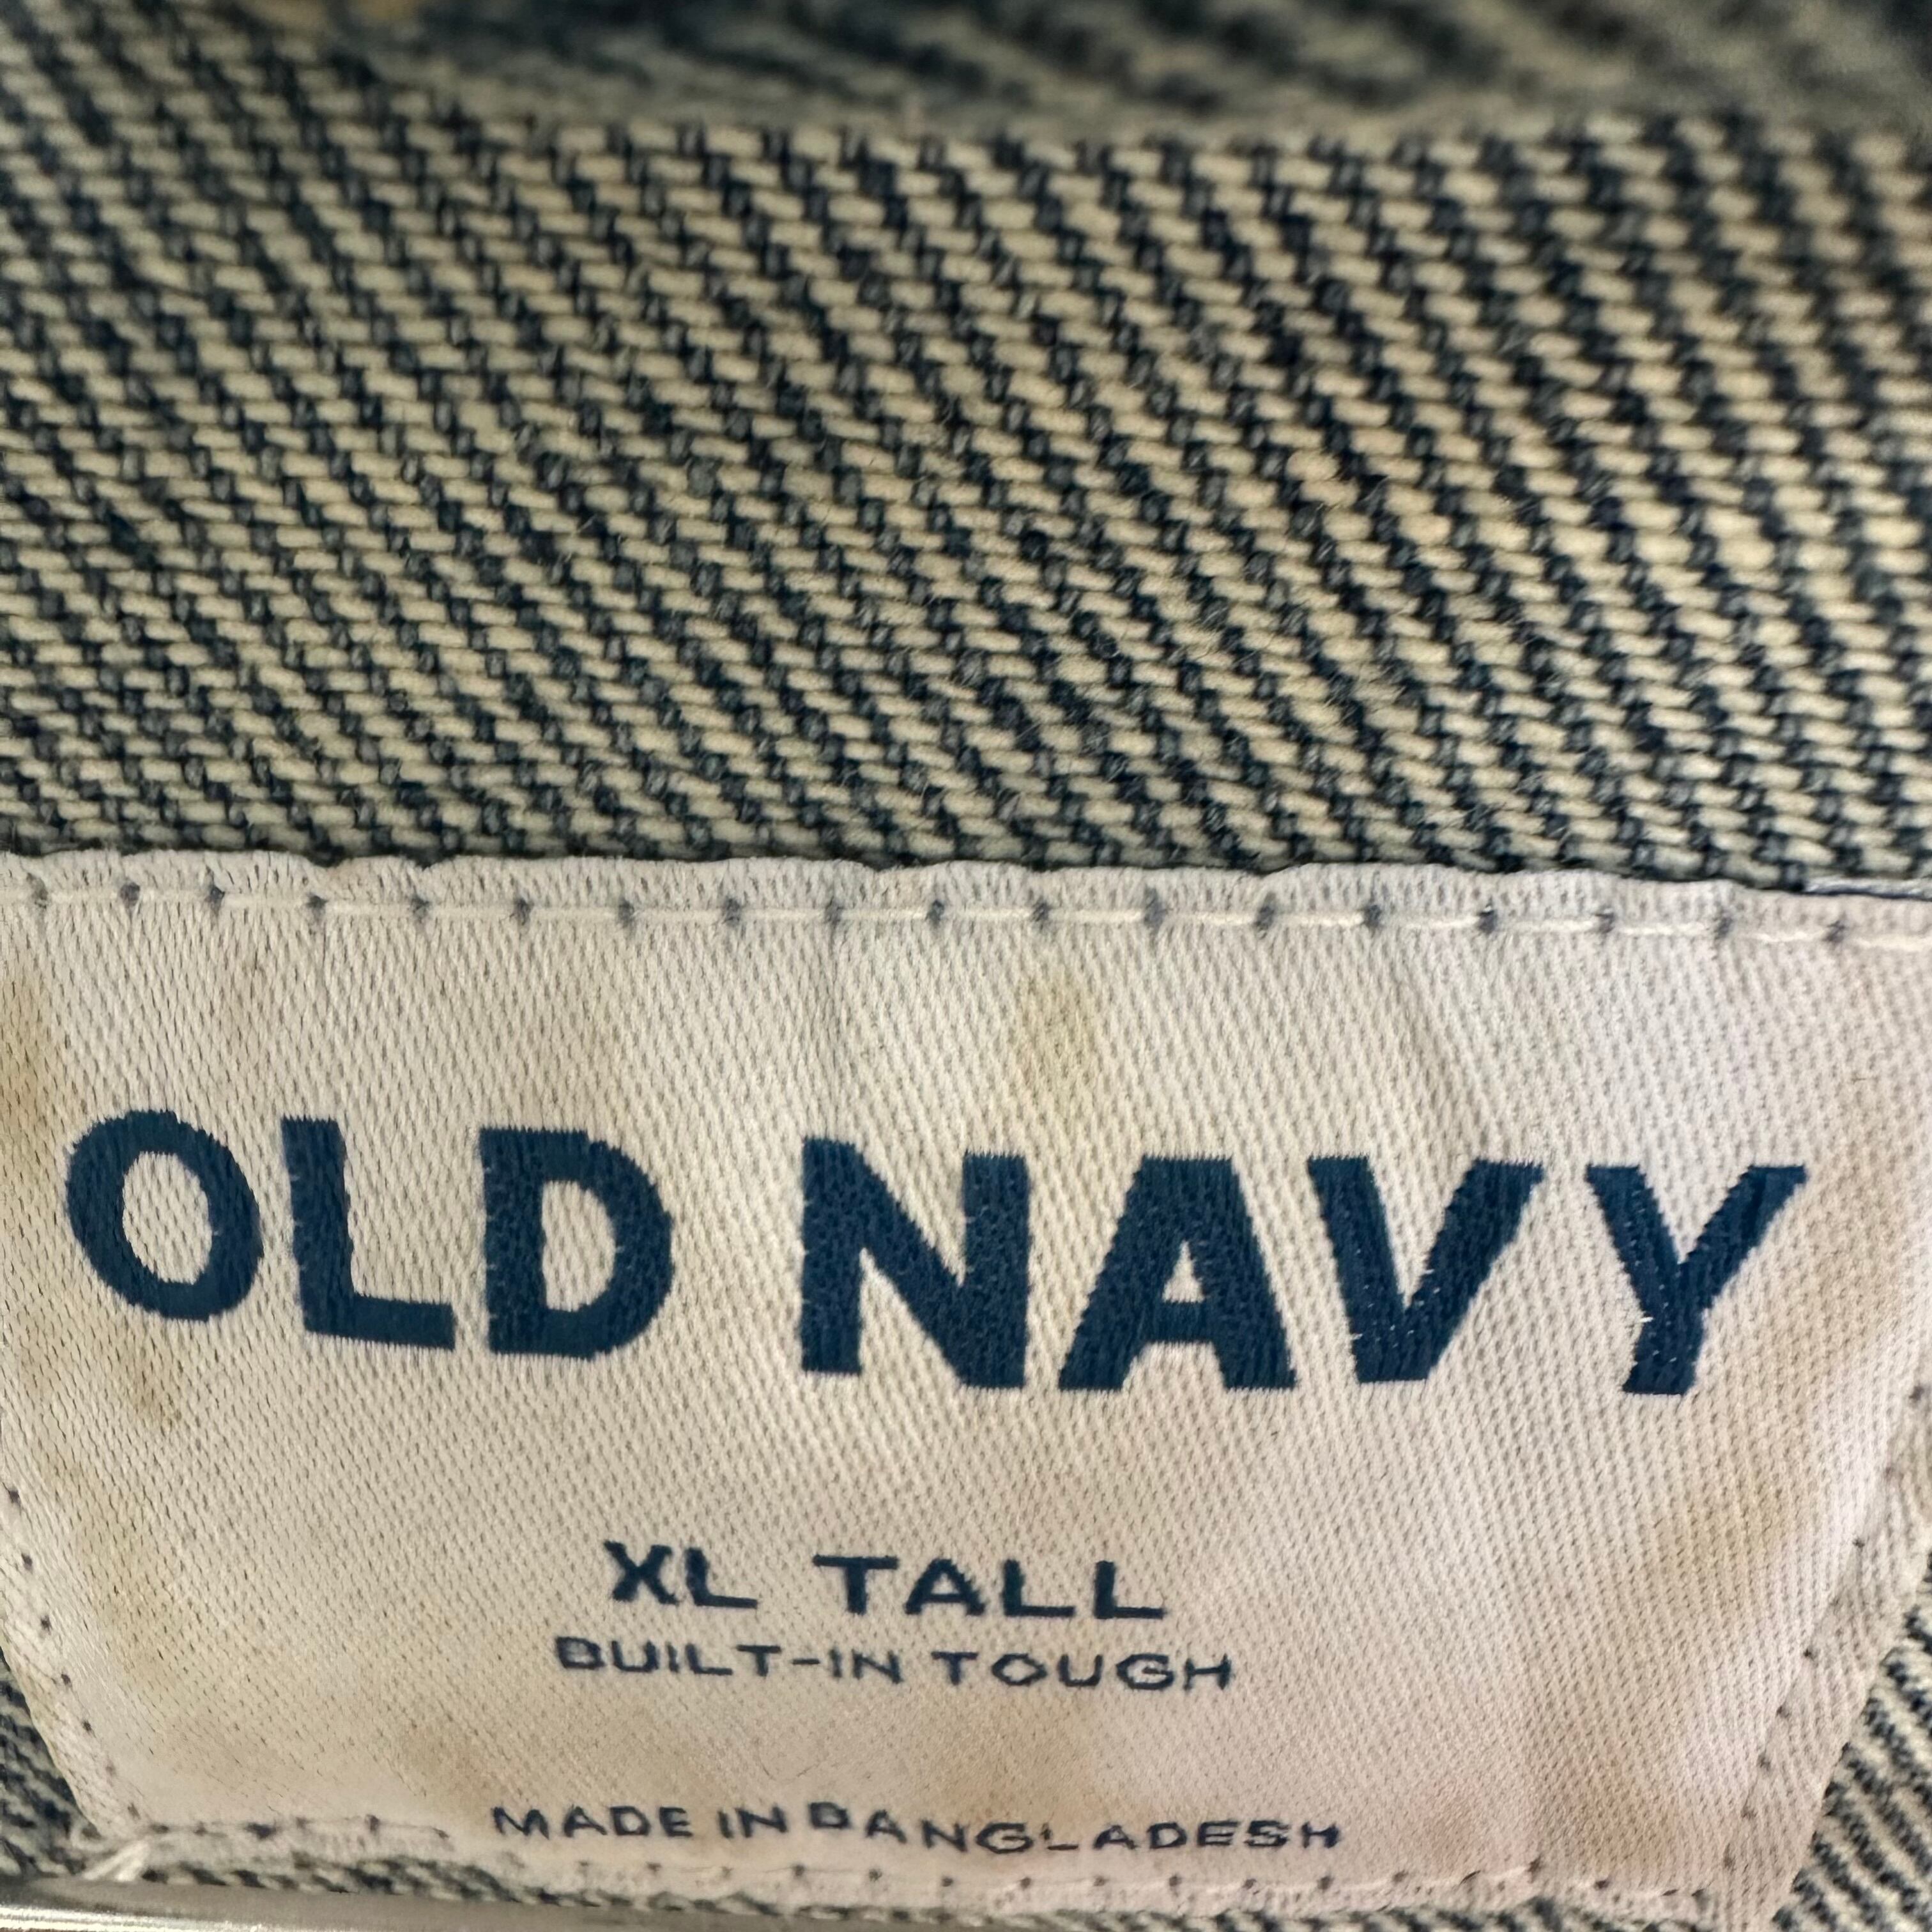 OLD NAVY
XL TALL
BUILT-IN TOUGH
MADE IN BANGLADESH